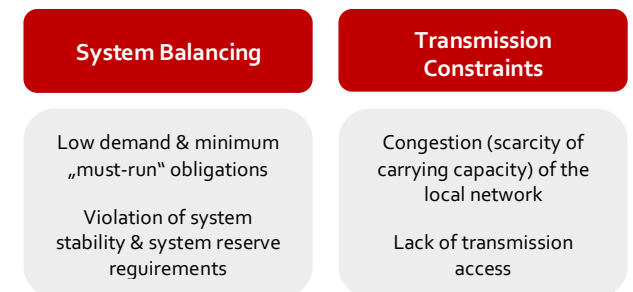 System Balancing
Low demand & minimum
„must-run“ obligations
Violation of system
stability & system reserve
requirements
Transmission
Constraints
Congestion (scarcity of
carrying capacity) of the
local network
Lack of transmission
access